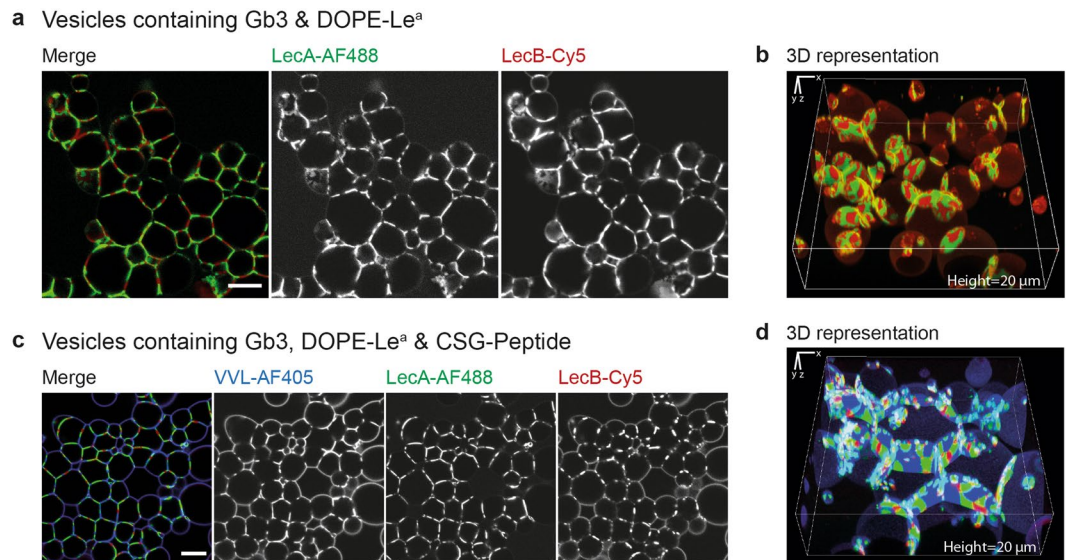 a Vesicles containing Gb3 & DOPE-Leᵃ
Merge
LecA-AF488
LecB-Cy5
b 3D representation
x
y z
Height=20 μm
c Vesicles containing Gb3, DOPE-Leᵃ & CSG-Peptide
Merge
VVL-AF405
LecA-AF488
LecB-Cy5
d 3D representation
x
y z
Height=20 μm